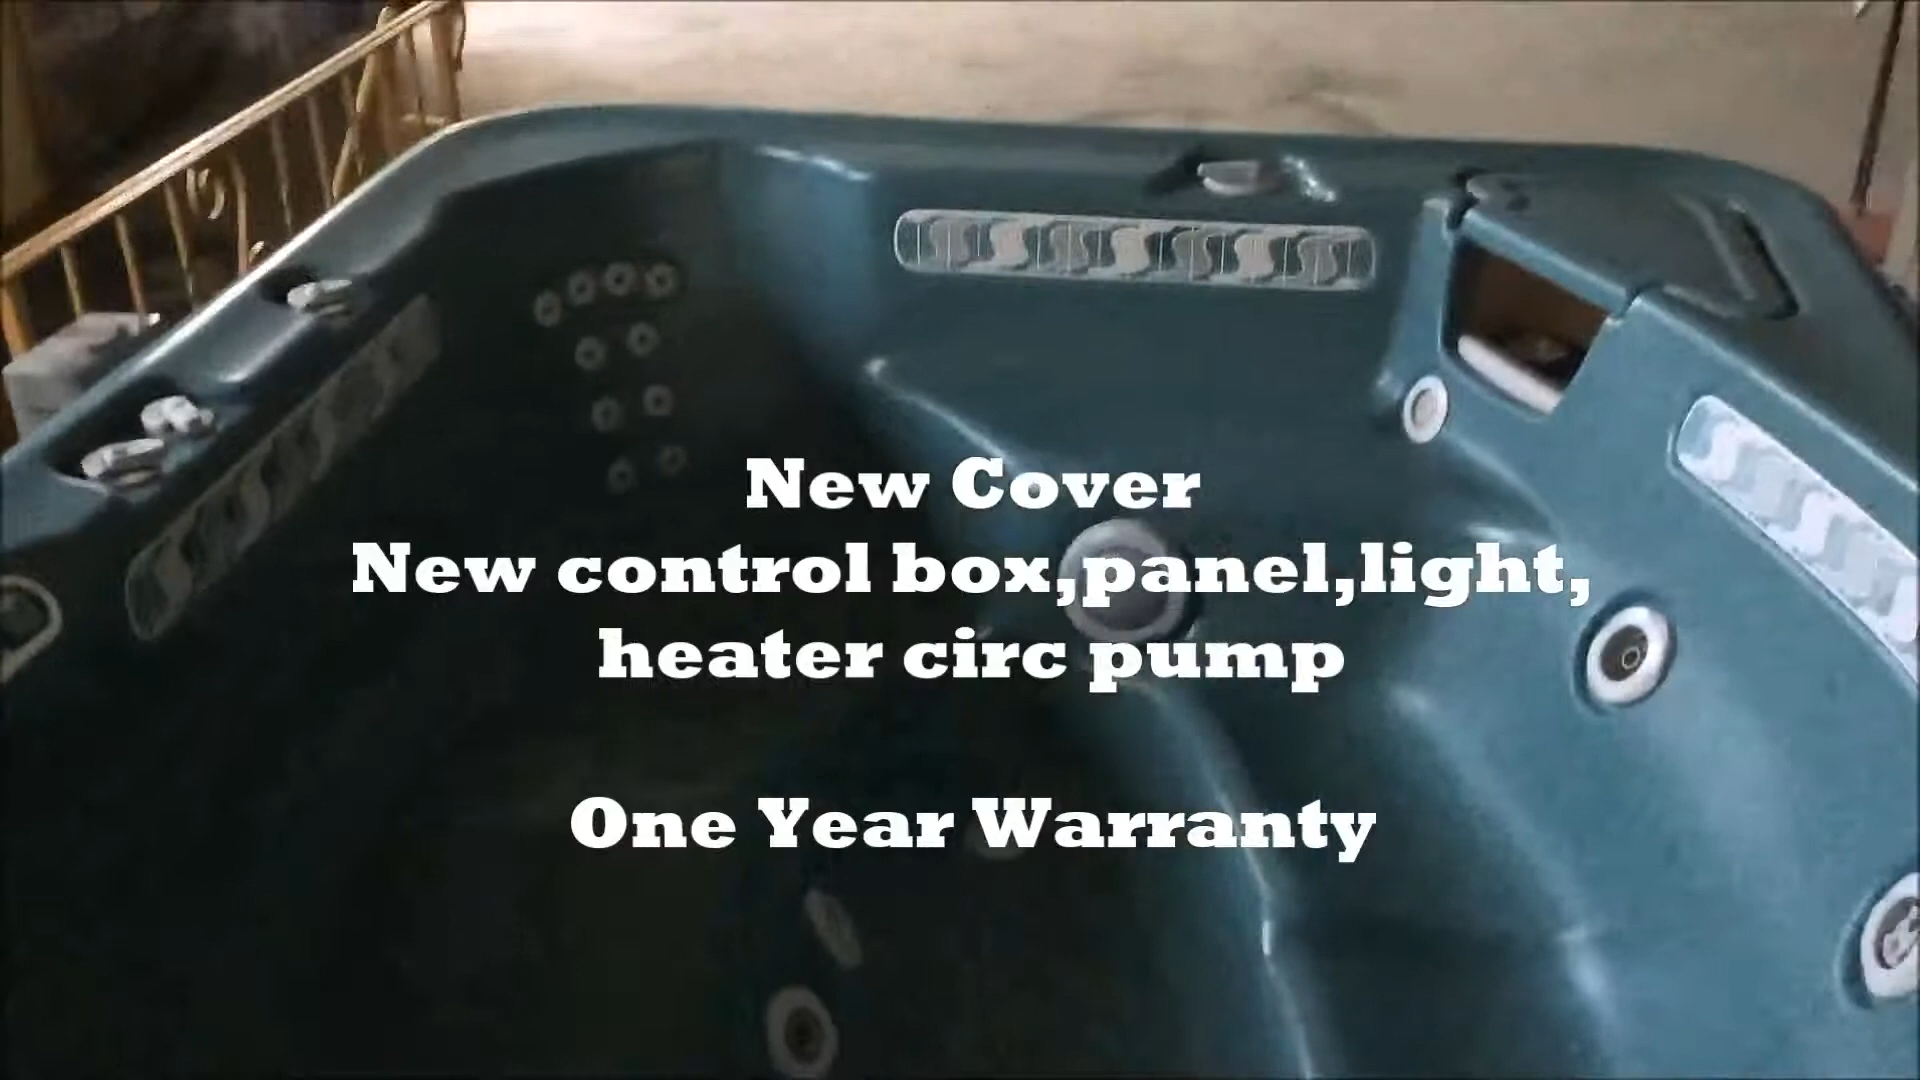 New Cover
New control box,panel,light,
heater circ pump
One Year Warranty